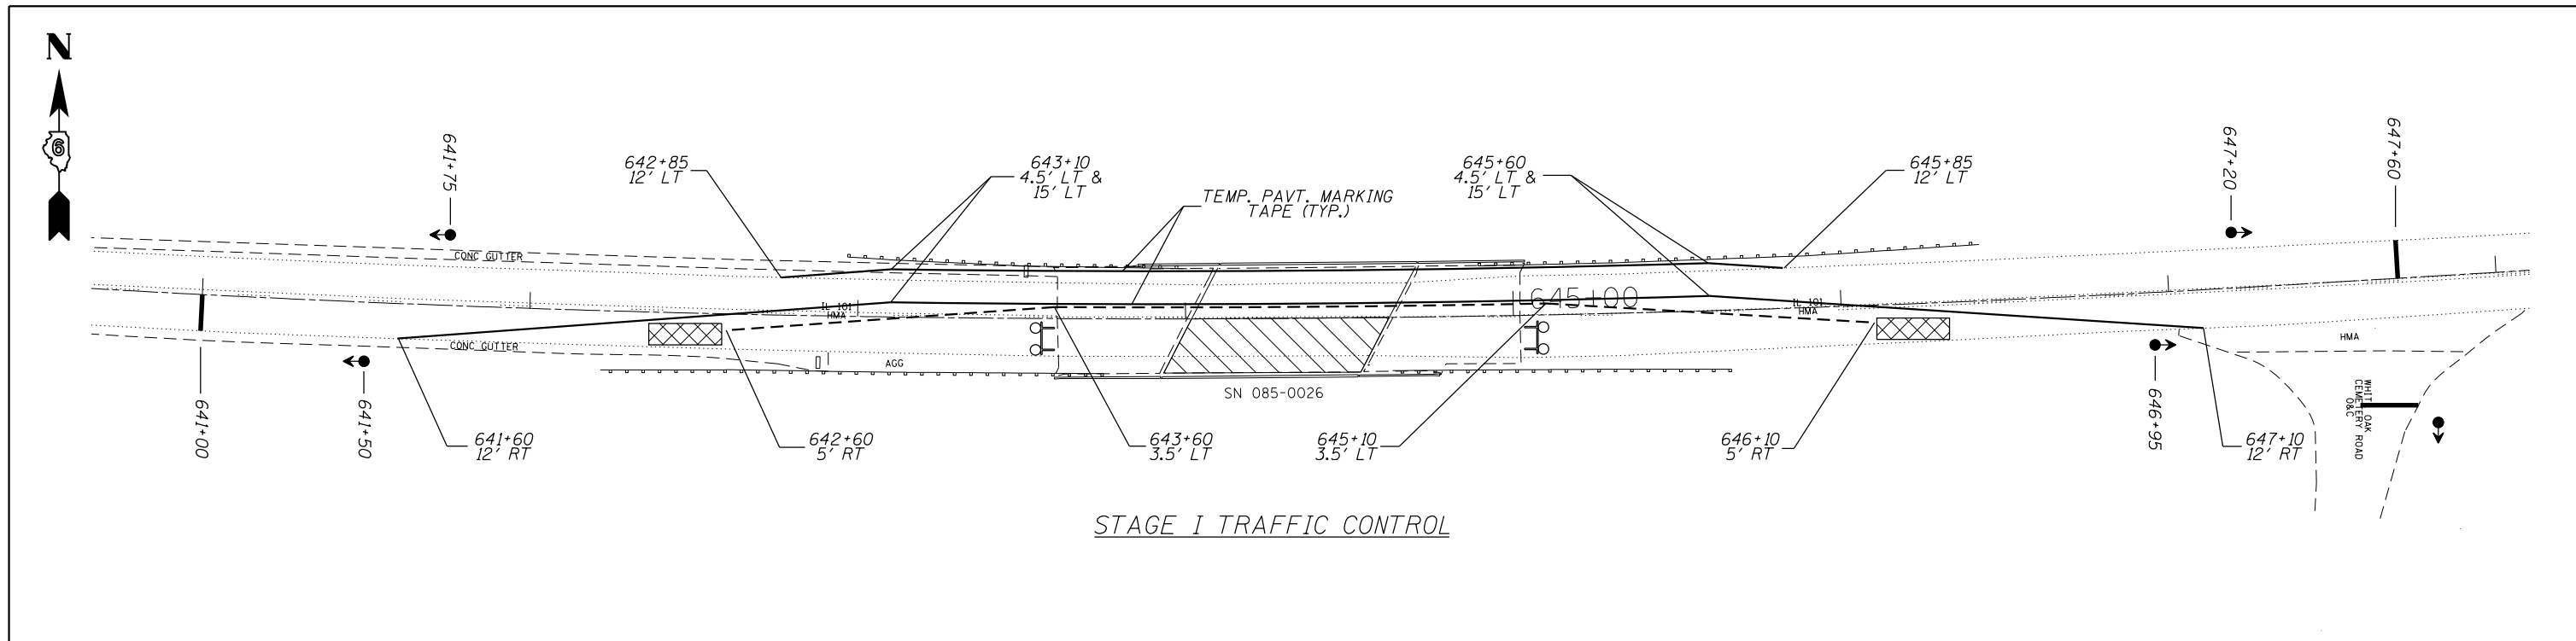 N
6
641+75
642+85
12' LT
643+10
4.5' LT &
15' LT
TEMP. PAVT. MARKING
TAPE (TYP.)
645+60
4.5' LT &
15' LT
645+85
12' LT
647+20
647+60
CONC GUTTER
CONC GUTTER
IL 101
HMA
AGG
645+00
IL 101
HMA
HMA
SN 085-0026
WHITE OAK
CEMETERY ROAD
O&C
641+00
641+50
641+60
12' RT
642+60
5' RT
643+60
3.5' LT
645+10
3.5' LT
646+10
5' RT
646+95
647+10
12' RT
STAGE I TRAFFIC CONTROL